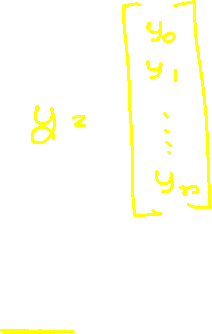 y₀
y₁
y = ⋮
yₙ